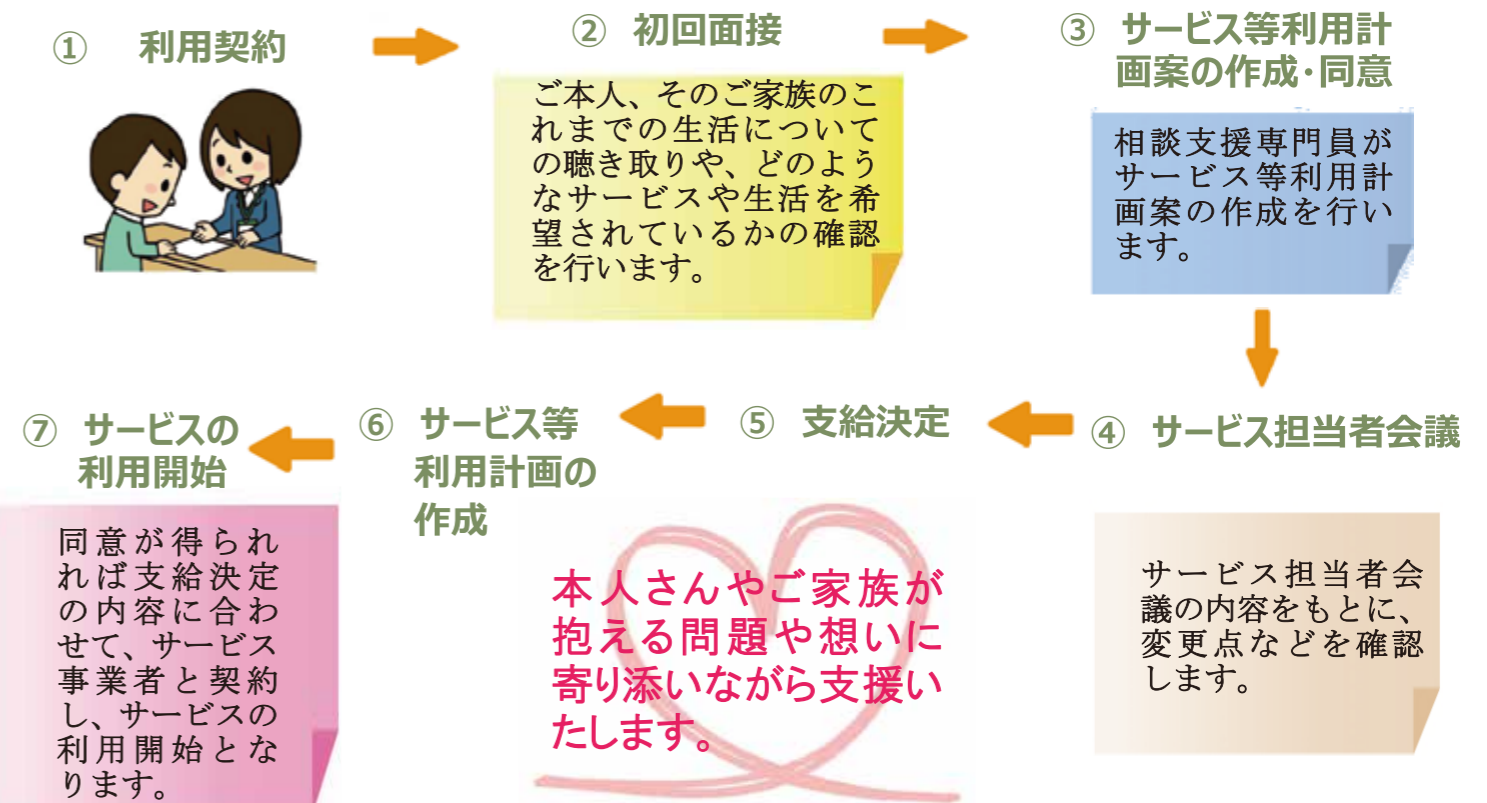 ① 利用契約
② 初回面接
ご本人、そのご家族のこ
れまでの生活について
の聴き取りや、どのよう
なサービスや生活を希
望されているかの確認
を行います。
③ サービス等利用計
画案の作成・同意
相談支援専門員が
サービス等利用計
画案の作成を行い
ます。
④ サービス担当者会議
サービス担当者会
議の内容をもとに、
変更点などを確認
します。
⑤ 支給決定
⑥ サービス等
利用計画の
作成
本人さんやご家族が
抱える問題や想いに
寄り添いながら支援い
たします。
⑦ サービスの
利用開始
同意が得られ
れば支給決定
の内容に合わ
せて、サービス
事業者と契約
し、サービスの
利用開始とな
ります。